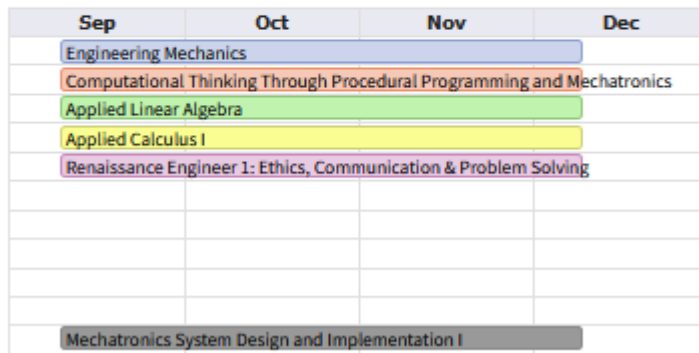 Sep Oct Nov Dec
Engineering Mechanics
Computational Thinking Through Procedural Programming and Mechatronics
Applied Linear Algebra
Applied Calculus I
Renaissance Engineer 1: Ethics, Communication & Problem Solving
Mechatronics System Design and Implementation I